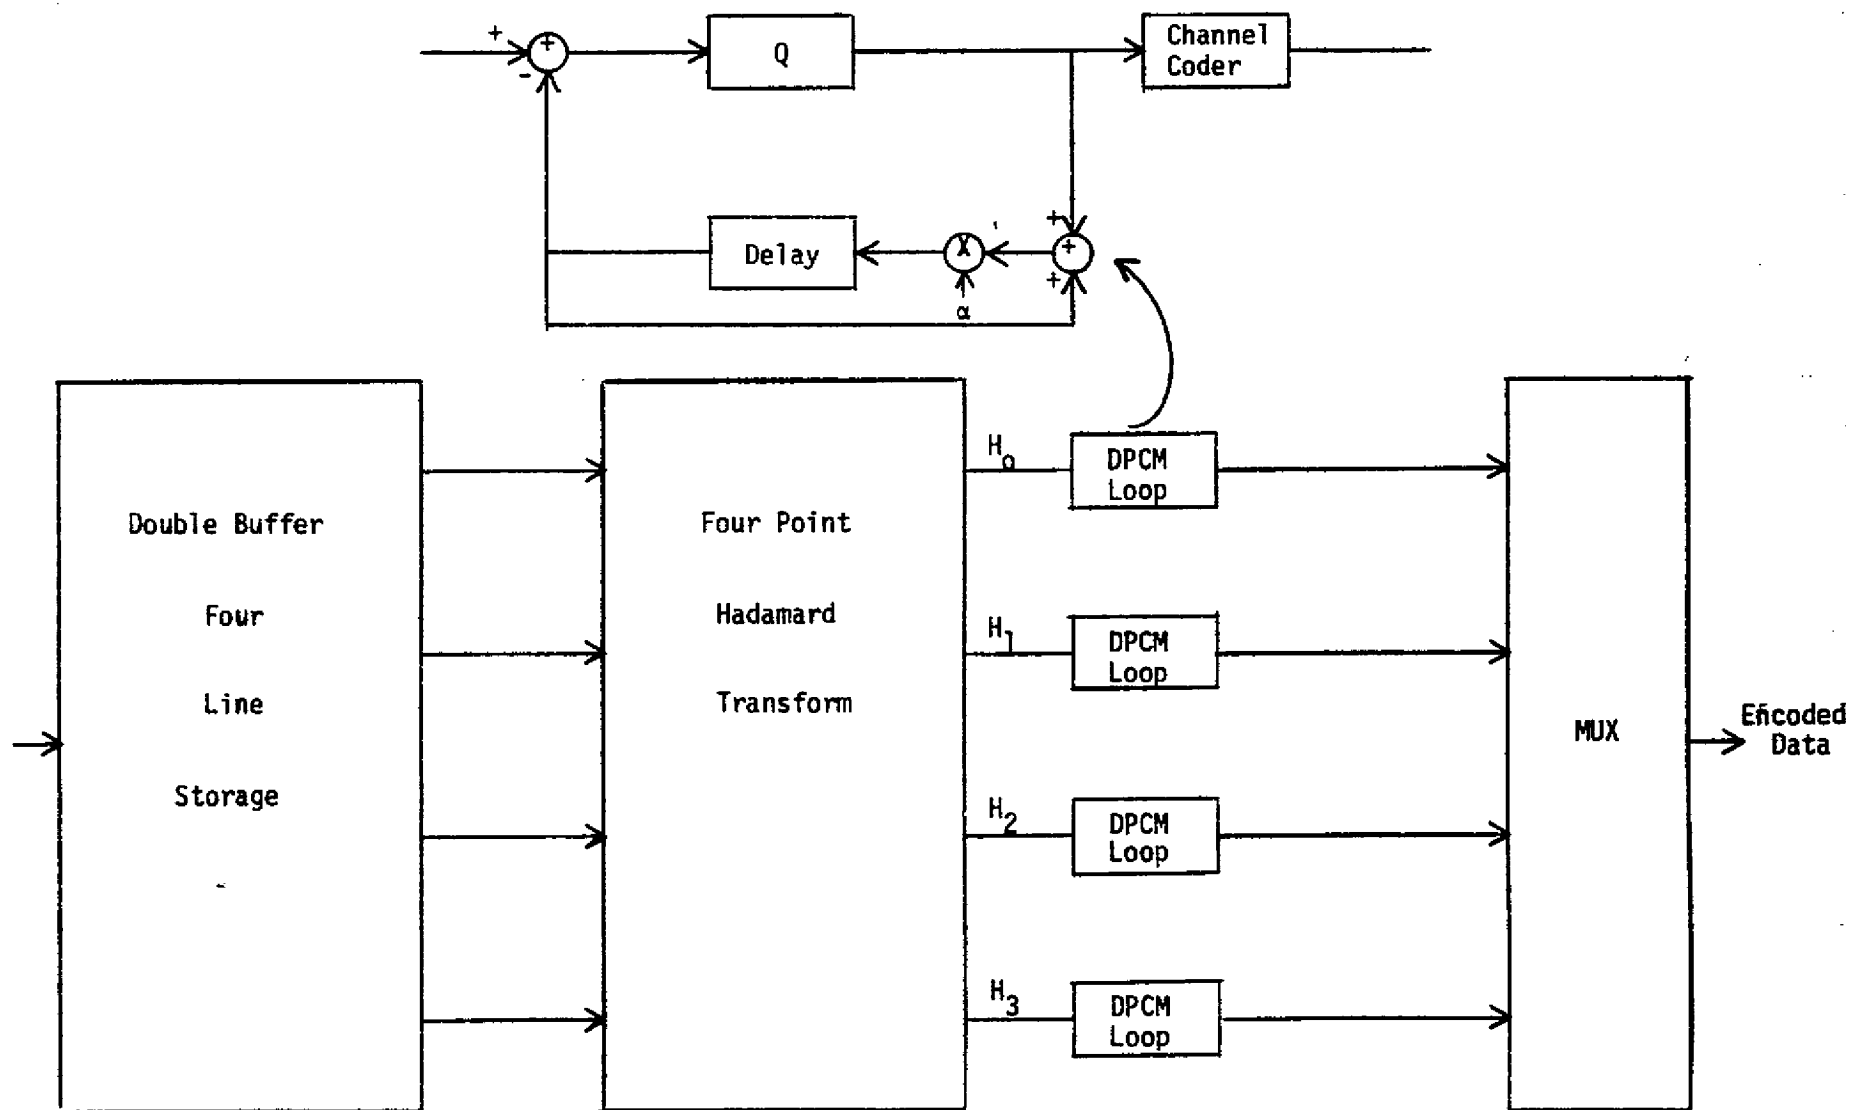 +
+
-
Q
Channel
Coder
Delay
X
α
+
+
+
Double Buffer
Four
Line
Storage
Four Point
Hadamard
Transform
H0
DPCM
Loop
H1
DPCM
Loop
H2
DPCM
Loop
H3
DPCM
Loop
MUX
Encoded
Data